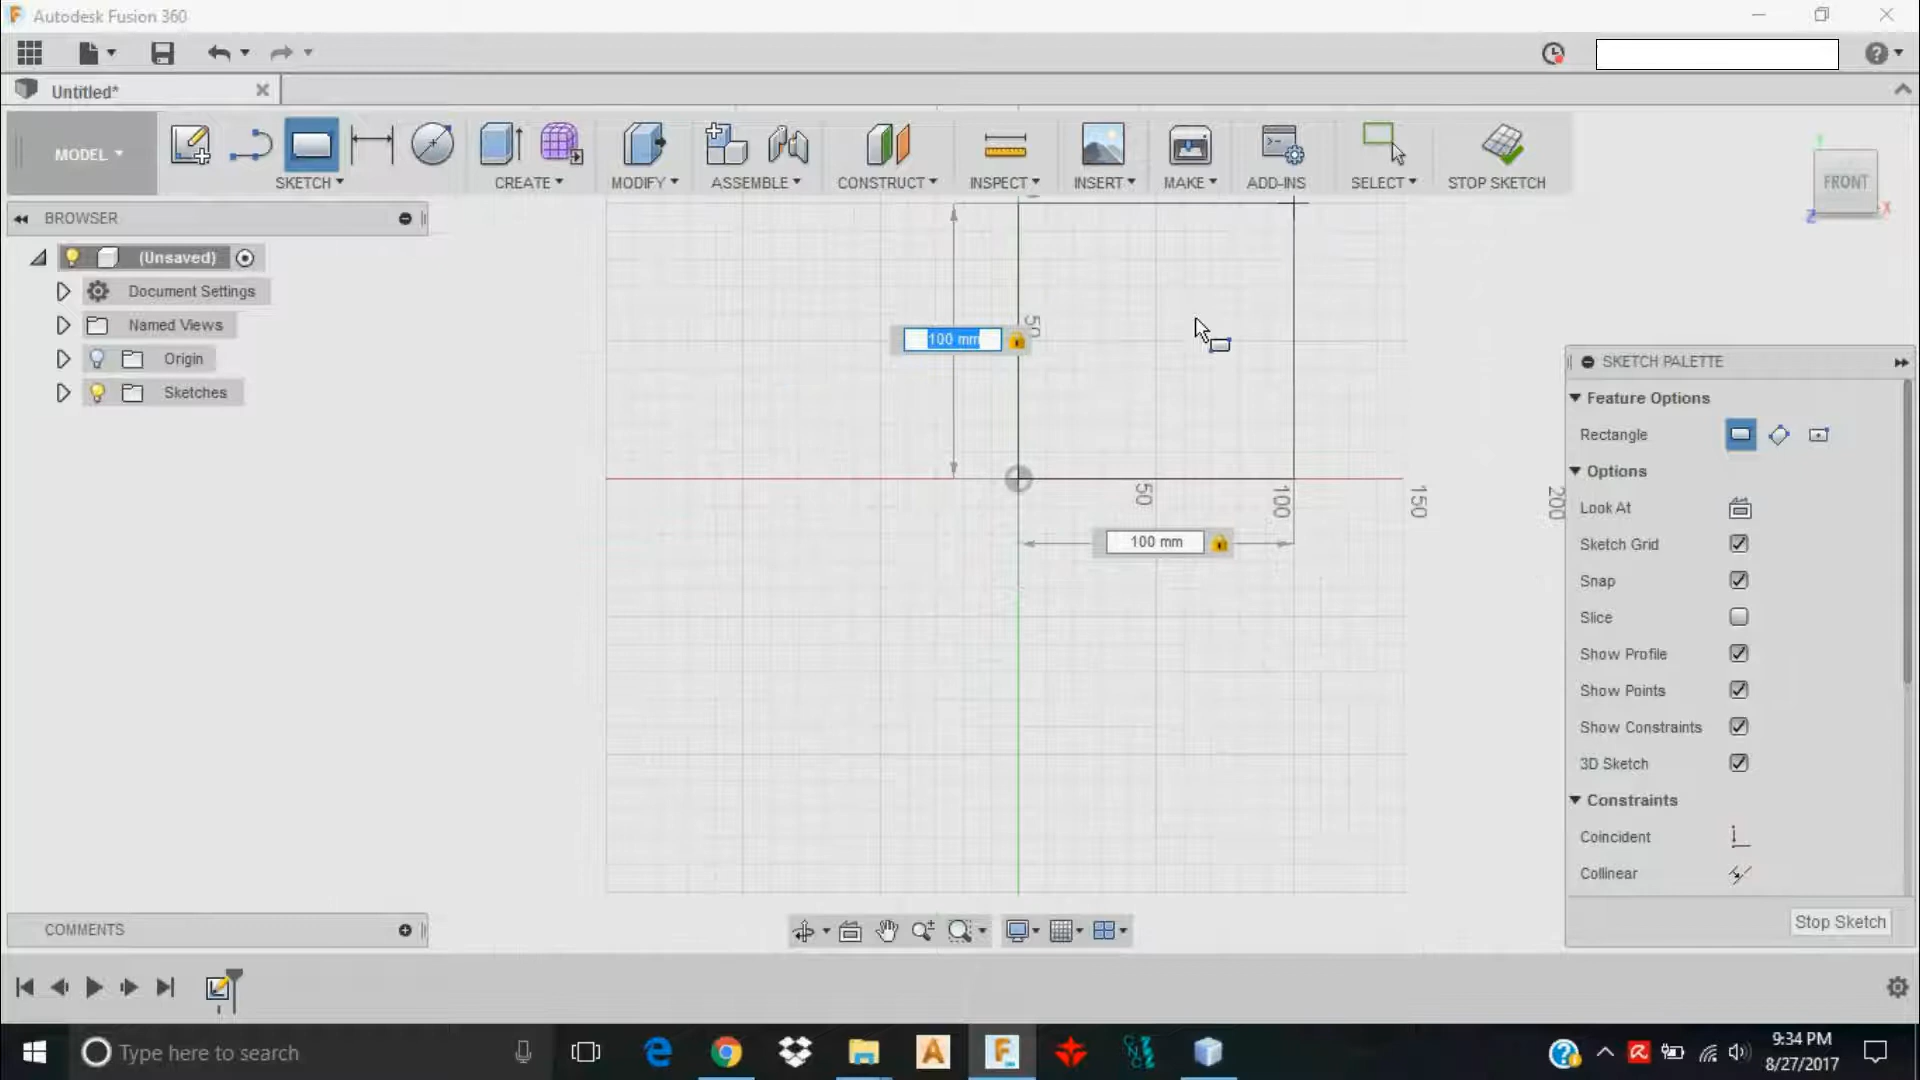 Autodesk Fusion 360
Untitled*
MODEL
SKETCH
CREATE
MODIFY
ASSEMBLE
CONSTRUCT
INSPECT
INSERT
MAKE
ADD-INS
SELECT
STOP SKETCH
FRONT
Z
X
BROWSER
(Unsaved)
Document Settings
Named Views
Origin
Sketches
50
100 mm
50
100
150
200
100 mm
SKETCH PALETTE
Feature Options
Rectangle
Options
Look At
Sketch Grid
Snap
Slice
Show Profile
Show Points
Show Constraints
3D Sketch
Constraints
Coincident
Collinear
Stop Sketch
COMMENTS
Type here to search
9:34 PM
8/27/2017